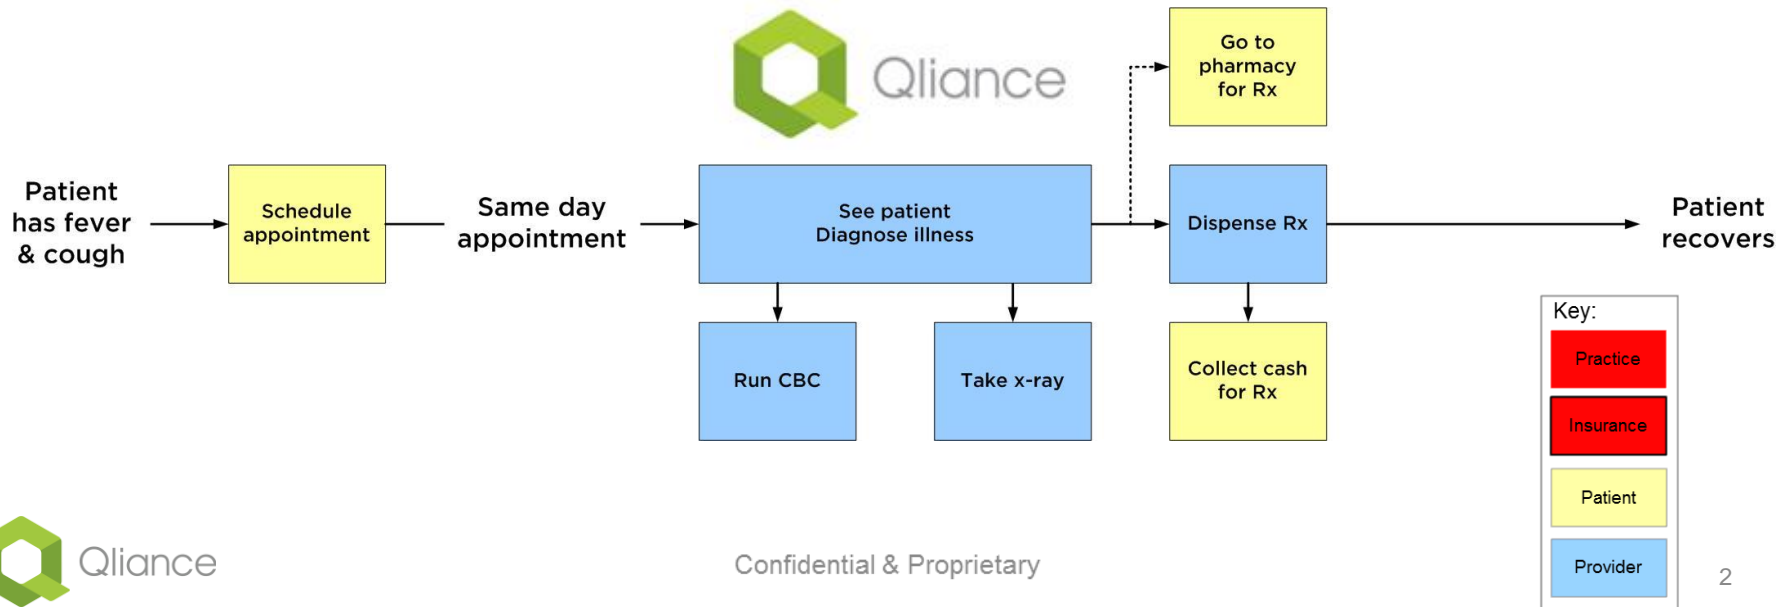 Qliance
Go to
pharmacy
for Rx
Patient
has fever
& cough
Schedule
appointment
Same day
appointment
See patient
Diagnose illness
Dispense Rx
Patient
recovers
Run CBC
Take x-ray
Collect cash
for Rx
Key:
Practice
Insurance
Patient
Provider
Qliance
Confidential & Proprietary
2